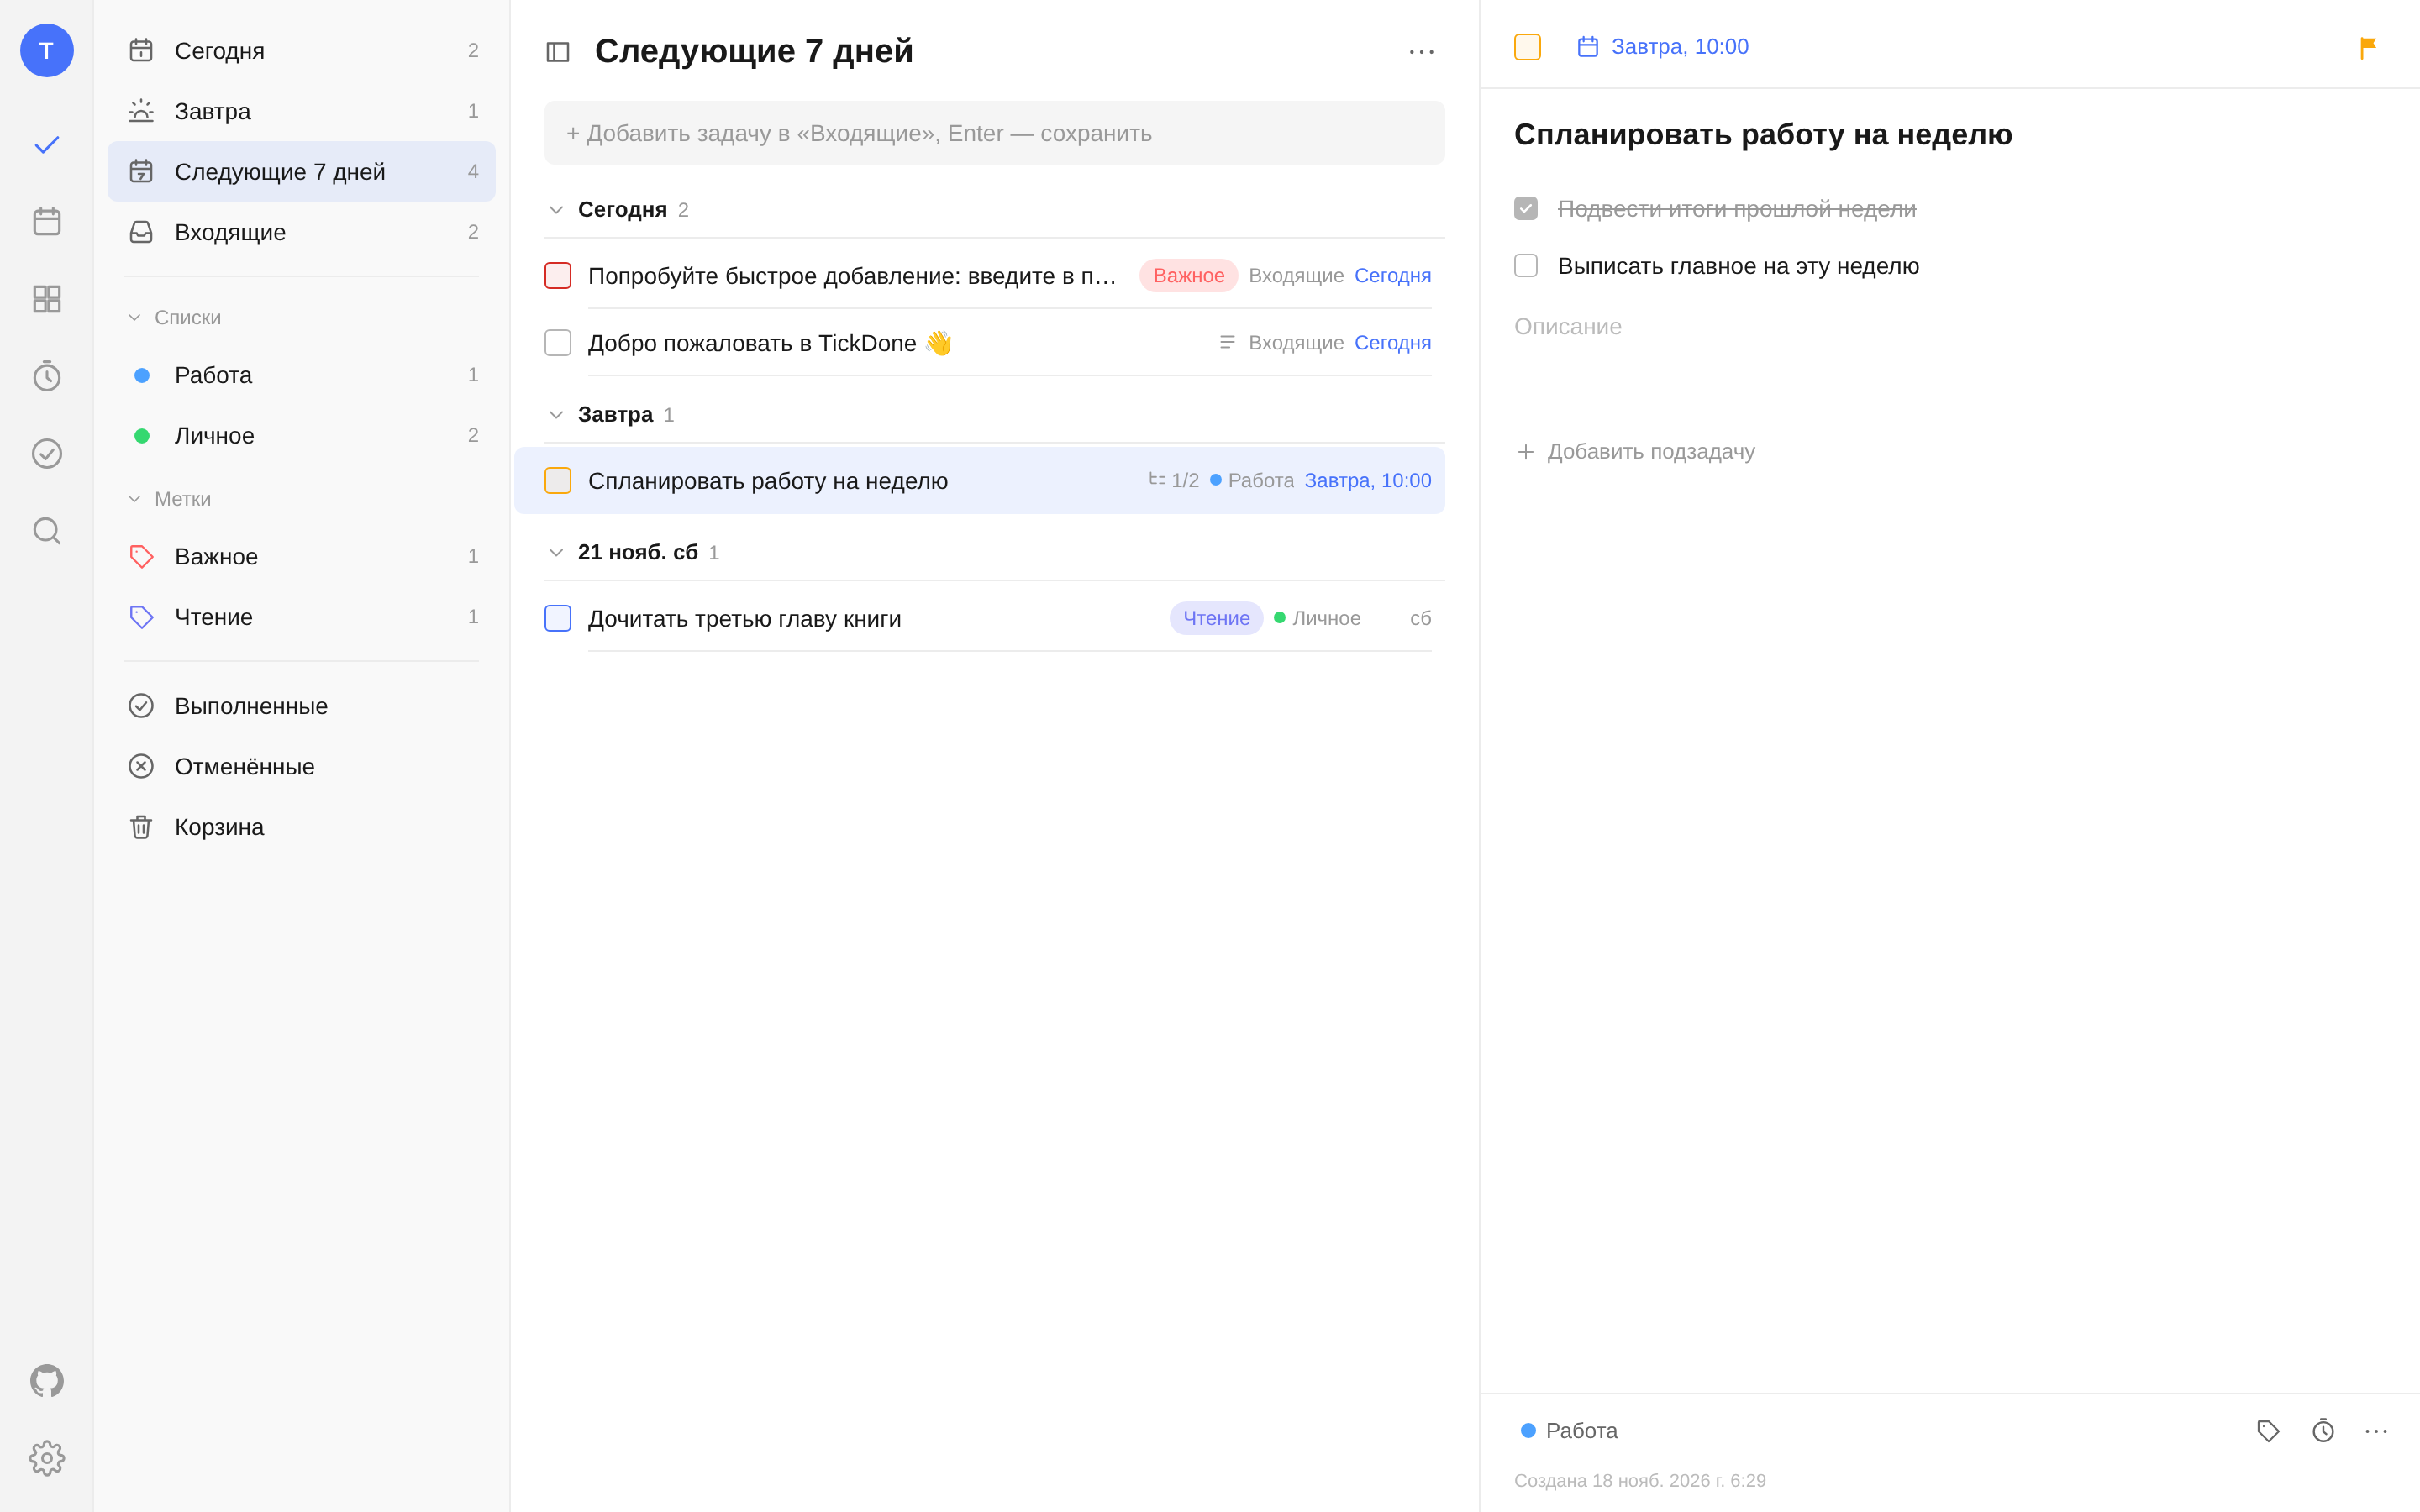 T
Сегодня 2
Завтра 1
Следующие 7 дней 4
Входящие 2
Списки
Работа 1
Личное 2
Метки
Важное 1
Чтение 1
Выполненные
Отменённые
Корзина
Следующие 7 дней
+ Добавить задачу в «Входящие», Enter — сохранить
Сегодня 2
Попробуйте быстрое добавление: введите в п… Важное Входящие Сегодня
Добро пожаловать в TickDone 👋 Входящие Сегодня
Завтра 1
Спланировать работу на неделю 1/2 Работа Завтра, 10:00
21 нояб. сб 1
Дочитать третью главу книги Чтение Личное сб
Завтра, 10:00
Спланировать работу на неделю
Подвести итоги прошлой недели
Выписать главное на эту неделю
Описание
+ Добавить подзадачу
Работа
Создана 18 нояб. 2026 г. 6:29